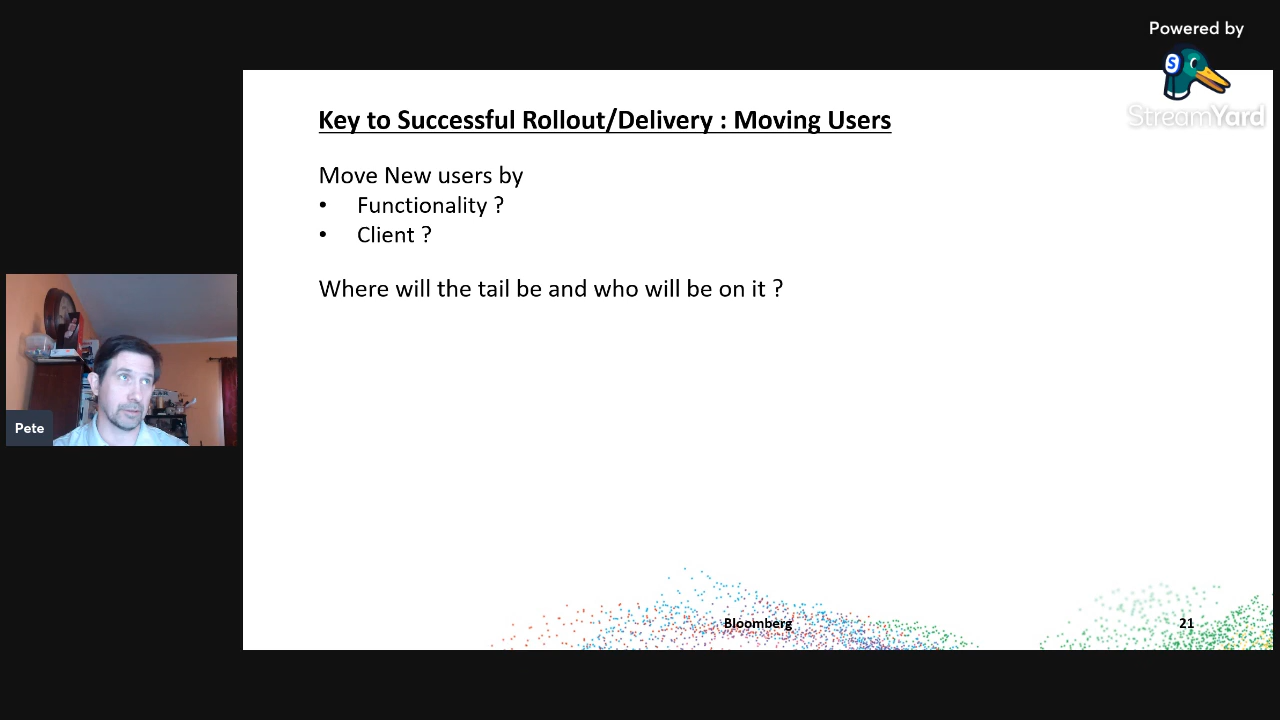 Powered by
StreamYard
Key to Successful Rollout/Delivery : Moving Users
Move New users by
• Functionality ?
• Client ?
Where will the tail be and who will be on it ?
Pete
Bloomberg
21